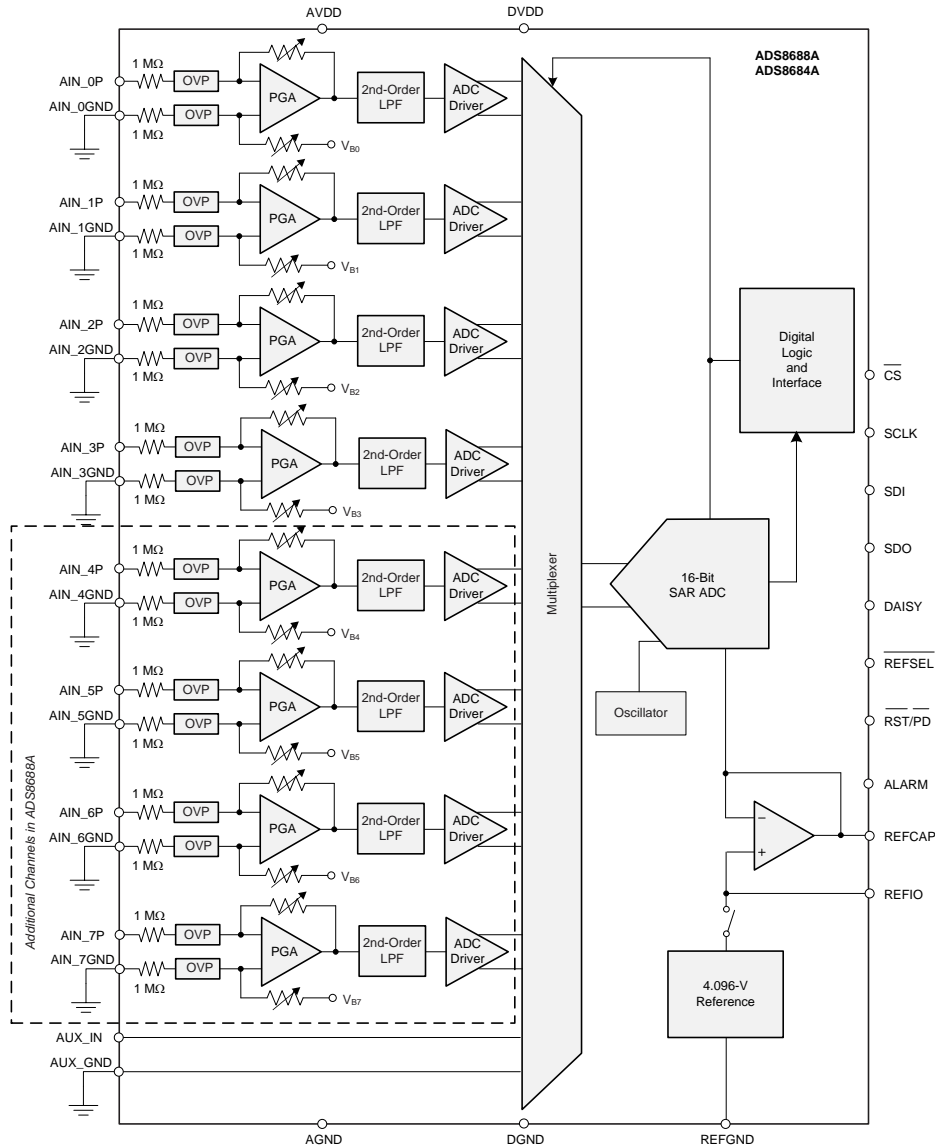 AVDD
DVDD
ADS8688A
ADS8684A
1 MΩ
AIN_0P
OVP
PGA
2nd-Order
LPF
ADC
Driver
AIN_0GND
OVP
1 MΩ
VB0
1 MΩ
AIN_1P
OVP
PGA
2nd-Order
LPF
ADC
Driver
AIN_1GND
OVP
1 MΩ
VB1
1 MΩ
AIN_2P
OVP
PGA
2nd-Order
LPF
ADC
Driver
AIN_2GND
OVP
1 MΩ
VB2
1 MΩ
AIN_3P
OVP
PGA
2nd-Order
LPF
ADC
Driver
AIN_3GND
OVP
1 MΩ
VB3
Additional Channels in ADS8688A
1 MΩ
AIN_4P
OVP
PGA
2nd-Order
LPF
ADC
Driver
AIN_4GND
OVP
1 MΩ
VB4
1 MΩ
AIN_5P
OVP
PGA
2nd-Order
LPF
ADC
Driver
AIN_5GND
OVP
1 MΩ
VB5
1 MΩ
AIN_6P
OVP
PGA
2nd-Order
LPF
ADC
Driver
AIN_6GND
OVP
1 MΩ
VB6
1 MΩ
AIN_7P
OVP
PGA
2nd-Order
LPF
ADC
Driver
AIN_7GND
OVP
1 MΩ
VB7
AUX_IN
AUX_GND
Multiplexer
Digital
Logic
and
Interface
16-Bit
SAR ADC
Oscillator
−
+
4.096-V
Reference
CS
SCLK
SDI
SDO
DAISY
REFSEL
RST/PD
ALARM
REFCAP
REFIO
AGND
DGND
REFGND